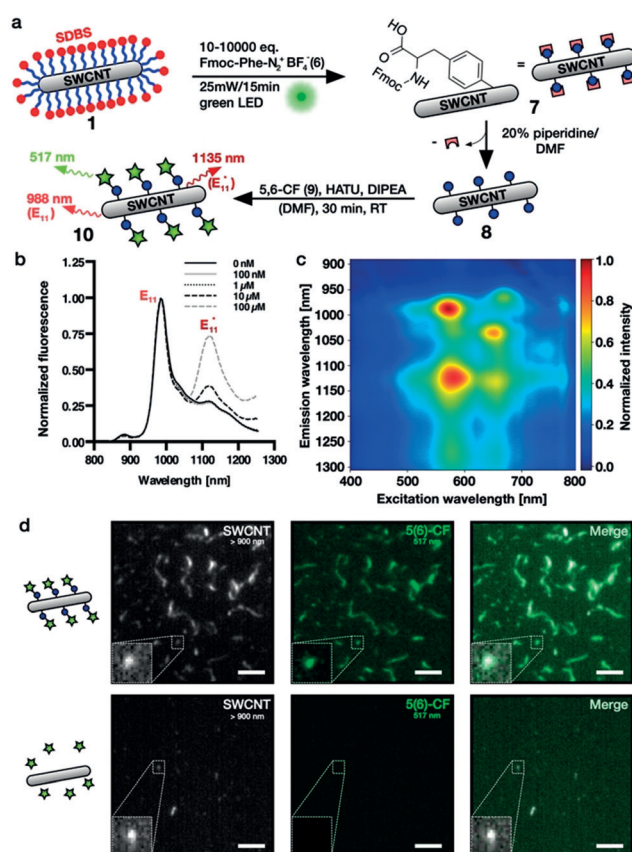 a
SDBS
SWCNT
1
10-10000 eq.
Fmoc-Phe-N₂⁺ BF₄⁻(6)
25mW/15min
green LED
HO
O
NH
Fmoc
SWCNT
7
=
SWCNT
-
20% piperidine/
DMF
SWCNT
8
5,6-CF (9), HATU, DIPEA
(DMF), 30 min, RT
517 nm
1135 nm
(E₁₁*)
SWCNT
988 nm
(E₁₁)
10
b
Normalized fluorescence
1.25
1.00
0.75
0.50
0.25
0.00
800 900 1000 1100 1200 1300
Wavelength [nm]
E₁₁
E₁₁*
0 nM
100 nM
1 µM
10 µM
100 µM
c
Emission wavelength [nm]
900
950
1000
1050
1100
1150
1200
1250
1300
400 500 600 700 800
Excitation wavelength [nm]
1.0
0.8
0.6
0.4
0.2
0.0
Normalized intensity
d
SWCNT
> 900 nm
5(6)-CF
517 nm
Merge
SWCNT
> 900 nm
5(6)-CF
517 nm
Merge